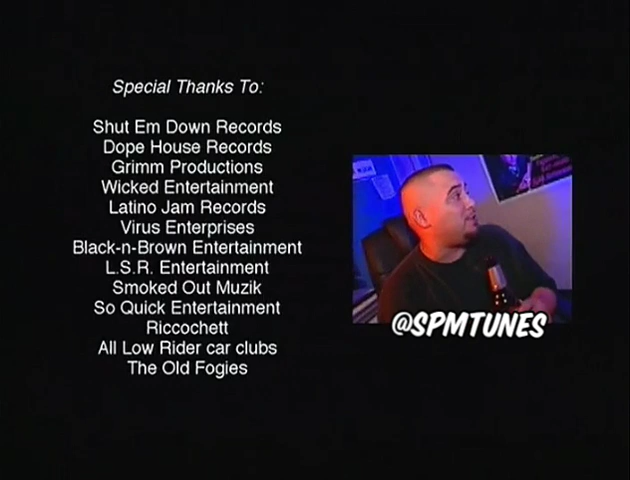 Special Thanks To:
Shut Em Down Records
Dope House Records
Grimm Productions
Wicked Entertainment
Latino Jam Records
Virus Enterprises
Black-n-Brown Entertainment
L.S.R. Entertainment
Smoked Out Muzik
So Quick Entertainment
Riccochett
All Low Rider car clubs
The Old Fogies
@SPMTUNES